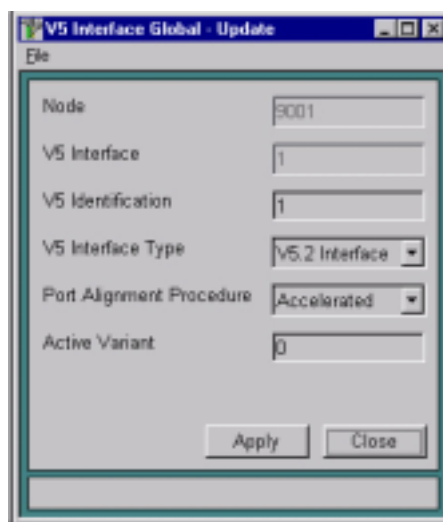 V5 Interface Global - Update
File
Node 9001
V5 Interface 1
V5 Identification 1
V5 Interface Type V5.2 Interface
Port Alignment Procedure Accelerated
Active Variant 0
Apply Close